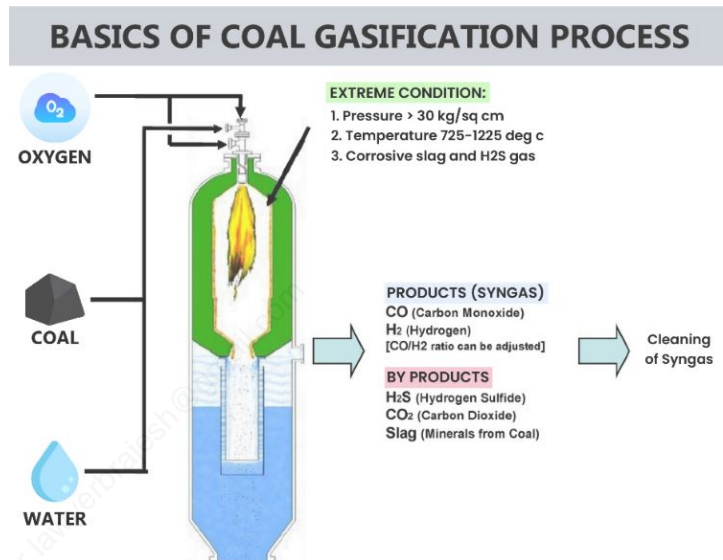 BASICS OF COAL GASIFICATION PROCESS
O2
OXYGEN
COAL
WATER
EXTREME CONDITION:
1. Pressure > 30 kg/sq cm
2. Temperature 725-1225 deg c
3. Corrosive slag and H2S gas
PRODUCTS (SYNGAS)
CO (Carbon Monoxide)
H2 (Hydrogen)
[CO/H2 ratio can be adjusted]
BY PRODUCTS
H2S (Hydrogen Sulfide)
CO2 (Carbon Dioxide)
Slag (Minerals from Coal)
Cleaning
of Syngas